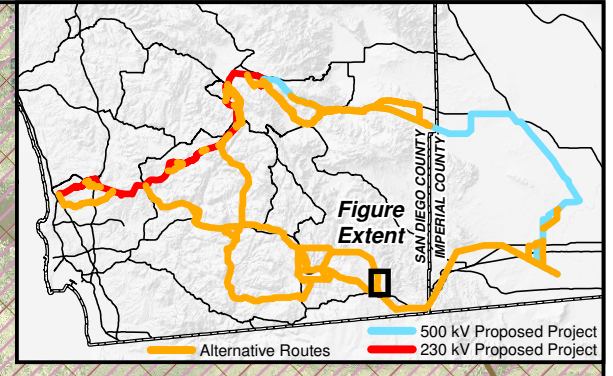 Figure
Extent
SAN DIEGO COUNTY
IMPERIAL COUNTY
500 kV Proposed Project
Alternative Routes
230 kV Proposed Project